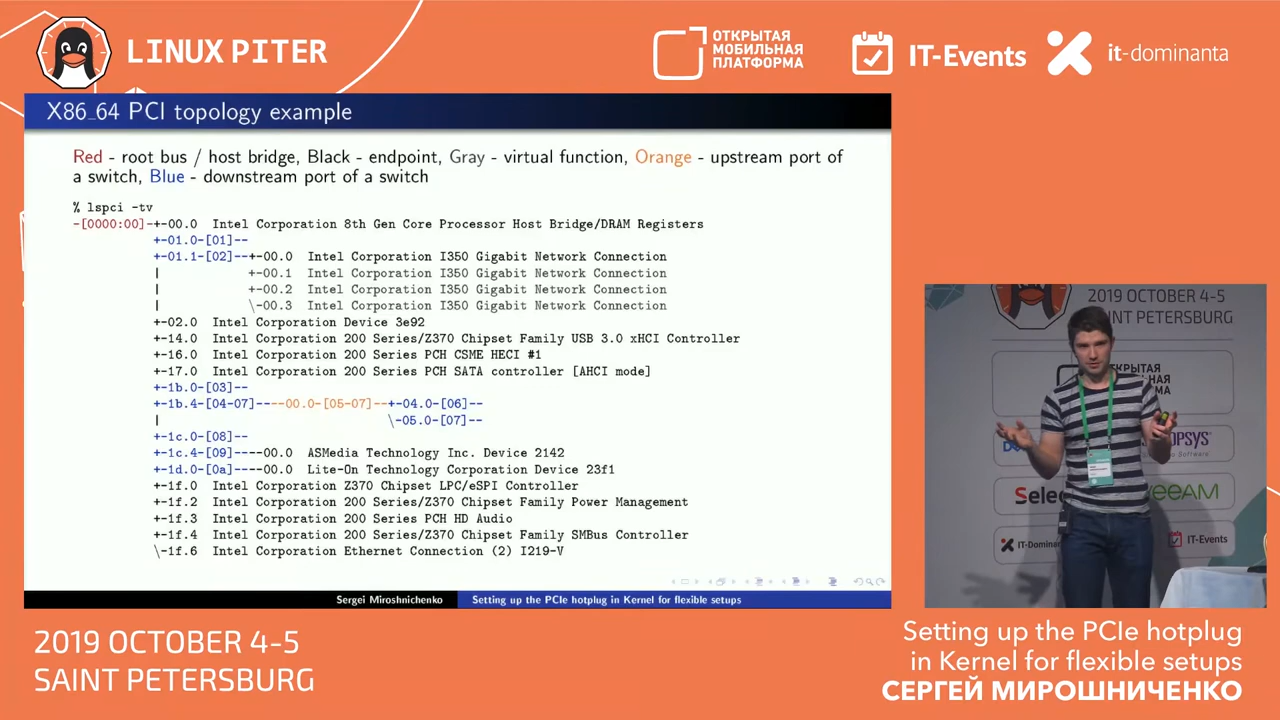 LINUX PITER
ОТКРЫТАЯ
МОБИЛЬНАЯ
ПЛАТФОРМА
IT-Events
it-dominanta
X86_64 PCI topology example
Red - root bus / host bridge, Black - endpoint, Gray - virtual function, Orange - upstream port of
a switch, Blue - downstream port of a switch
% lspci -tv
-[0000:00]-+-00.0 Intel Corporation 8th Gen Core Processor Host Bridge/DRAM Registers
+-01.0-[01]--
+-01.1-[02]--+-00.0 Intel Corporation I350 Gigabit Network Connection
| +-00.1 Intel Corporation I350 Gigabit Network Connection
| +-00.2 Intel Corporation I350 Gigabit Network Connection
| \-00.3 Intel Corporation I350 Gigabit Network Connection
+-02.0 Intel Corporation Device 3e92
+-14.0 Intel Corporation 200 Series/Z370 Chipset Family USB 3.0 xHCI Controller
+-16.0 Intel Corporation 200 Series PCH CSME HECI #1
+-17.0 Intel Corporation 200 Series PCH SATA controller [AHCI mode]
+-1b.0-[03]--
+-1b.4-[04-07]----00.0-[05-07]--+-04.0-[06]--
| \-05.0-[07]--
+-1c.0-[08]--
+-1c.4-[09]----00.0 ASMedia Technology Inc. Device 2142
+-1d.0-[0a]----00.0 Lite-On Technology Corporation Device 23f1
+-1f.0 Intel Corporation Z370 Chipset LPC/eSPI Controller
+-1f.2 Intel Corporation 200 Series/Z370 Chipset Family Power Management
+-1f.3 Intel Corporation 200 Series PCH HD Audio
+-1f.4 Intel Corporation 200 Series/Z370 Chipset Family SMBus Controller
\-1f.6 Intel Corporation Ethernet Connection (2) I219-V
Sergei Miroshnichenko
Setting up the PCIe hotplug in Kernel for flexible setups
2019 OCTOBER 4-5
SAINT PETERSBURG
IT-Events
2019 OCTOBER 4-5
SAINT PETERSBURG
Setting up the PCIe hotplug
in Kernel for flexible setups
СЕРГЕЙ МИРОШНИЧЕНКО